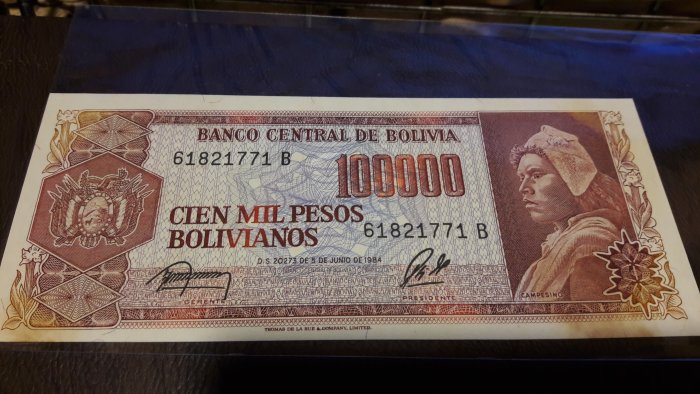 BANCO CENTRAL DE BOLIVIA
61821771 B
100000
CIEN MIL PESOS
BOLIVIANOS
61821771 B
D.S. 20273 DE 5 DE JUNIO DE 1984
GERENTE
PRESIDENTE
CAMPESINO
THOMAS DE LA RUE & COMPANY, LIMITED.